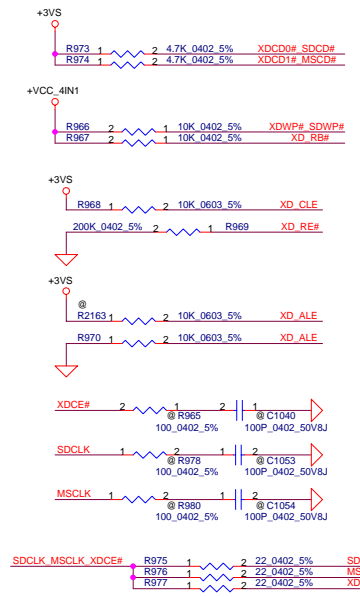 +3VS
R973 1 2 4.7K_0402_5% XDCD0#_SDCD#
R974 1 2 4.7K_0402_5% XDCD1#_MSCD#
+VCC_4IN1
R966 2 1 10K_0402_5% XDWP#_SDWP#
R967 2 1 10K_0402_5% XD_RB#
+3VS
R968 1 2 10K_0603_5% XD_CLE
200K_0402_5% 2 1 R969 XD_RE#
+3VS
@
R2163 1 2 10K_0603_5% XD_ALE
R970 1 2 10K_0603_5% XD_ALE
XDCE# 2 1 2 1
@ R965 @ C1040
100_0402_5% 100P_0402_50V8J
SDCLK 1 2 1 2
@ R978 @ C1053
100_0402_5% 100P_0402_50V8J
MSCLK 1 2 1 2
@ R980 @ C1054
100_0402_5% 100P_0402_50V8J
SDCLK_MSCLK_XDCE# R975 1 2 22_0402_5% SD
R976 1 2 22_0402_5% MS
R977 1 2 22_0402_5% XD